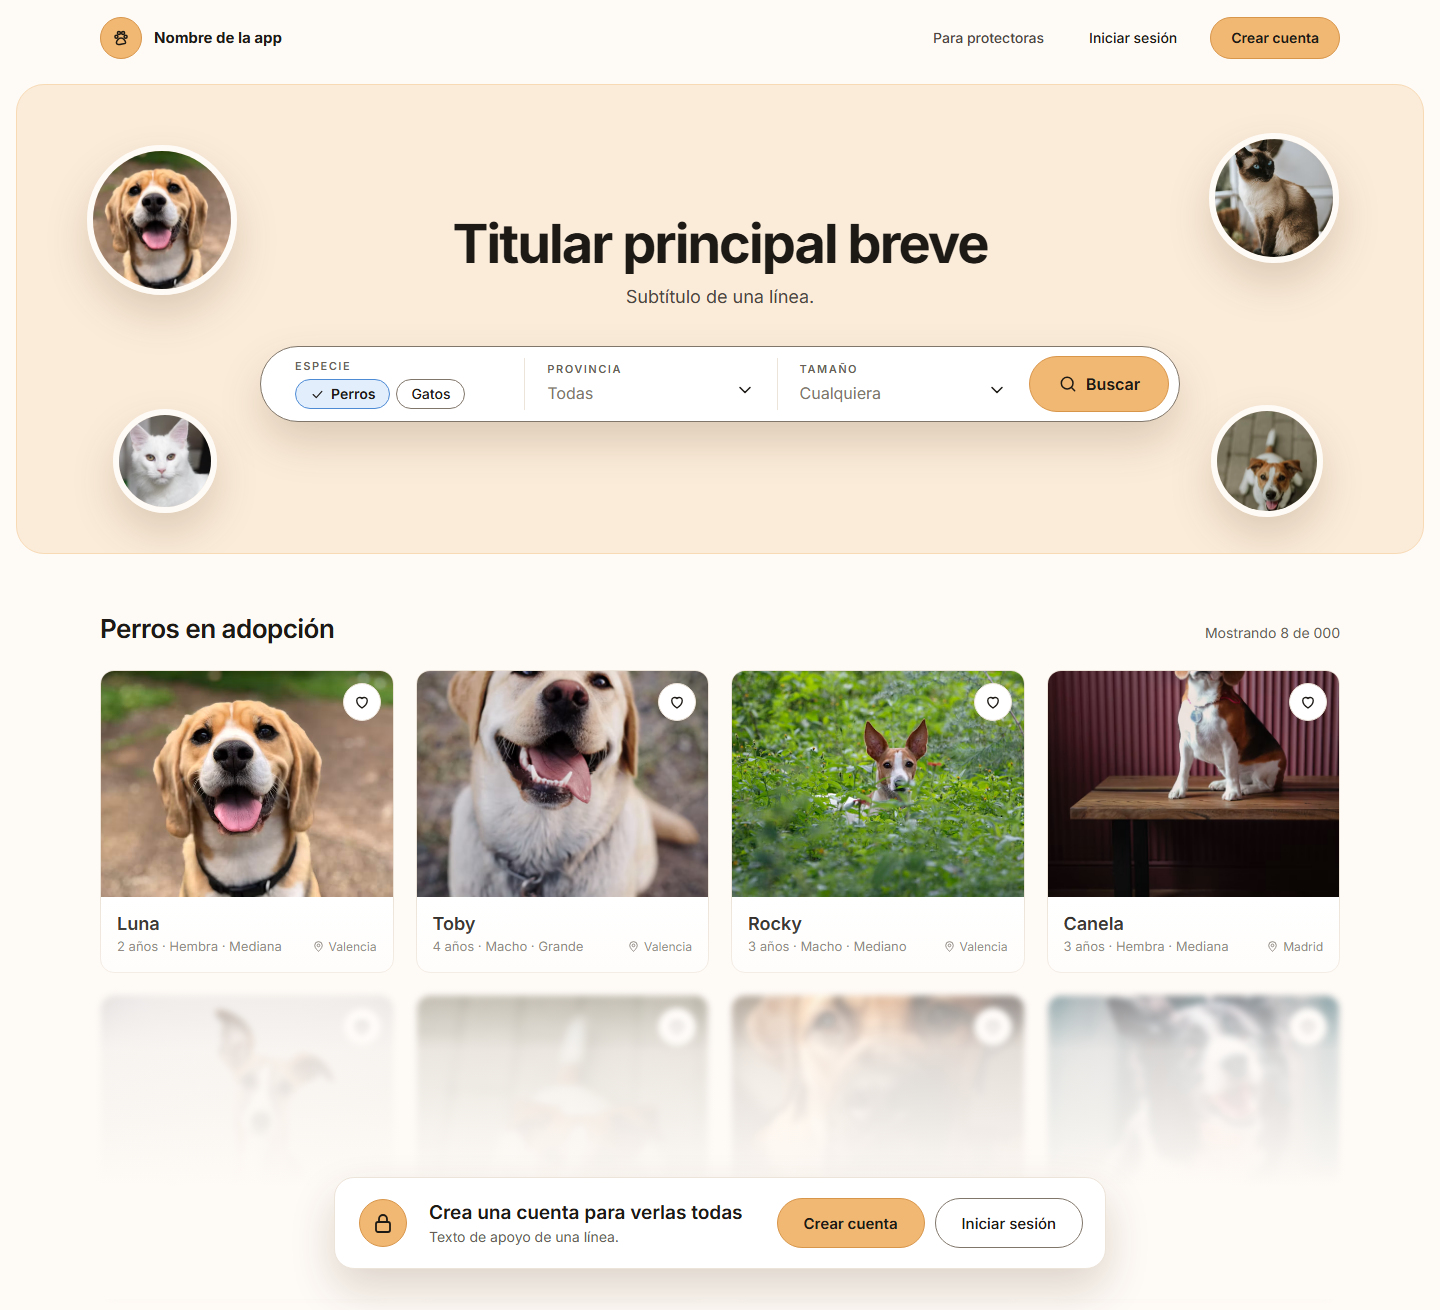 Nombre de la app
Para protectoras
Iniciar sesión
Crear cuenta
Titular principal breve
Subtítulo de una línea.
ESPECIE
Perros
Gatos
PROVINCIA
Todas
TAMAÑO
Cualquiera
Buscar
Perros en adopción
Mostrando 8 de 000
Luna
2 años · Hembra · Mediana
Valencia
Toby
4 años · Macho · Grande
Valencia
Rocky
3 años · Macho · Mediano
Valencia
Canela
3 años · Hembra · Mediana
Madrid
Crea una cuenta para verlas todas
Texto de apoyo de una línea.
Crear cuenta
Iniciar sesión